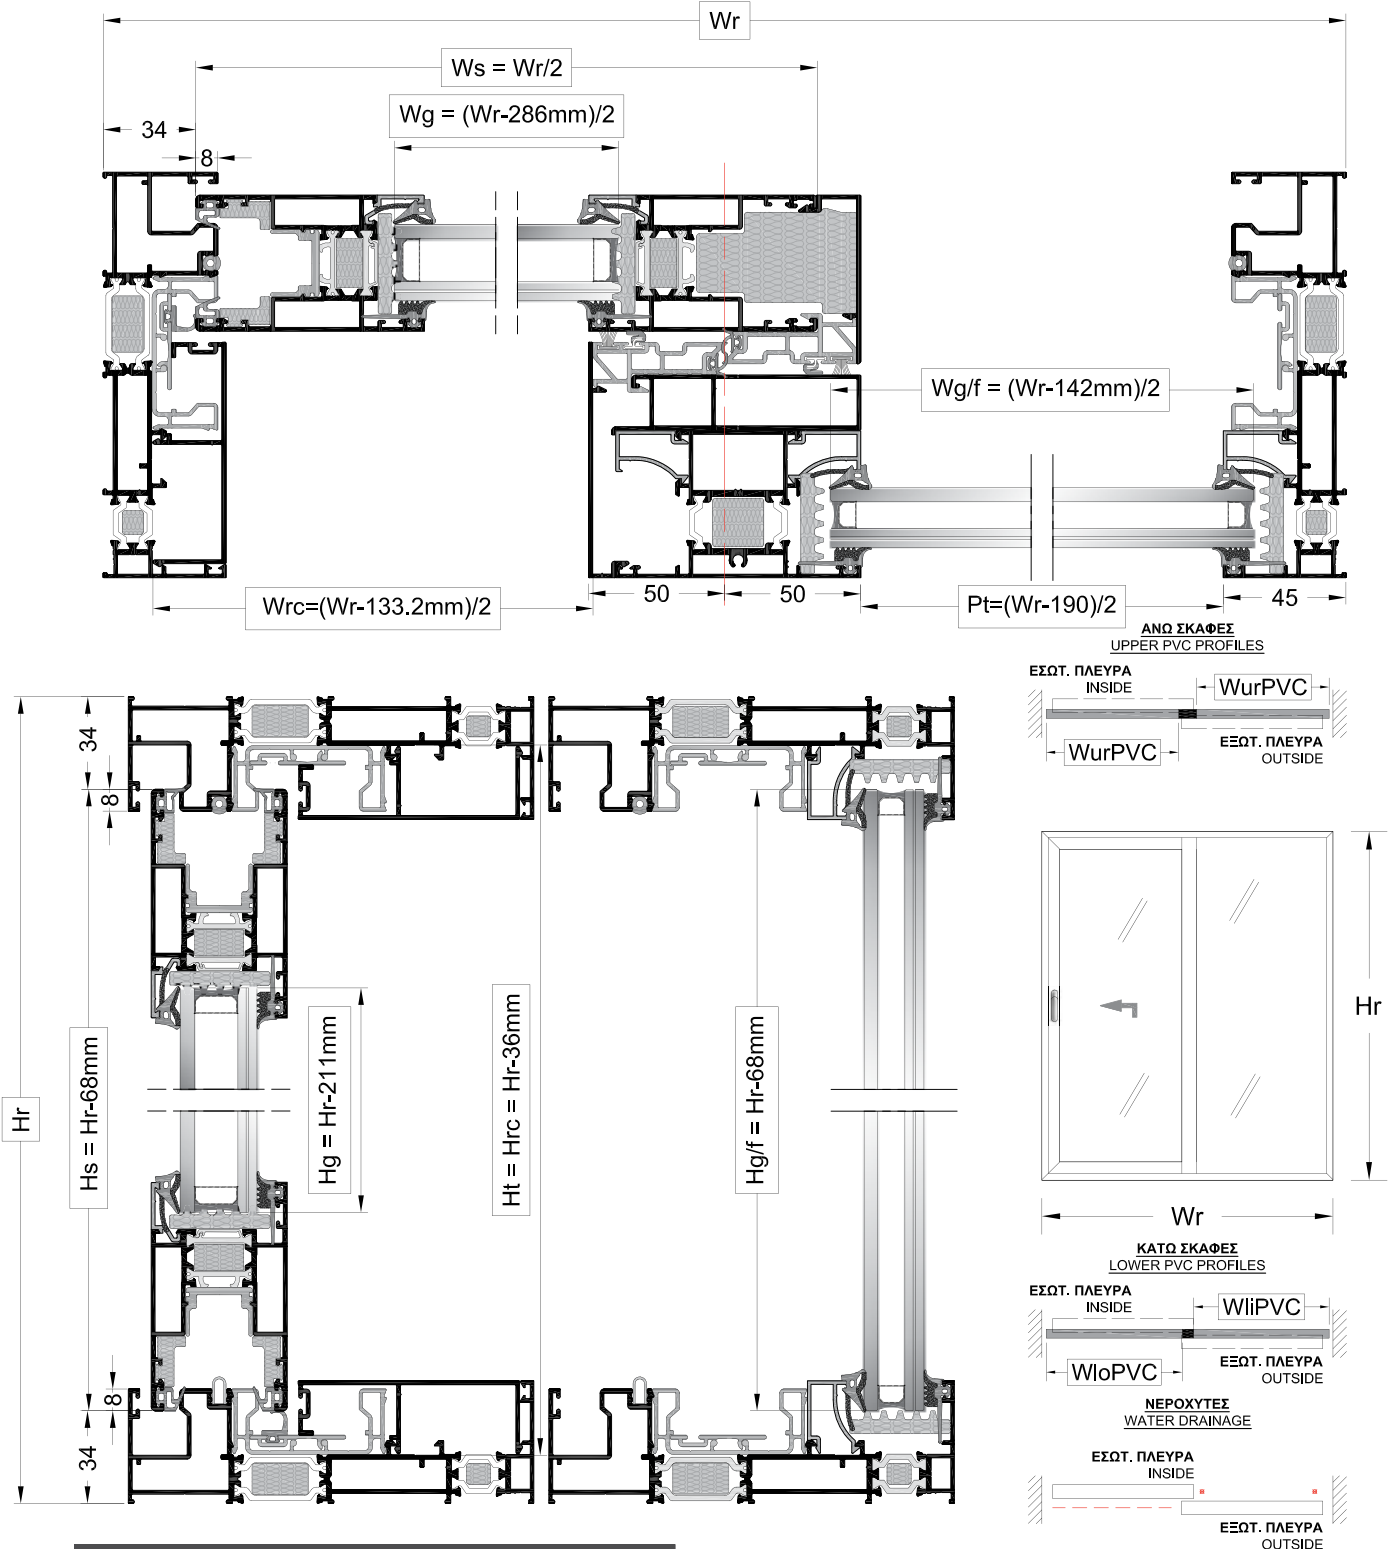 Wr
Ws = Wr/2
Wg = (Wr-286mm)/2
34
8
Wg/f = (Wr-142mm)/2
50
50
Wrc=(Wr-133.2mm)/2
Pt=(Wr-190)/2
45
ΑΝΩ ΣΚΑΦΕΣ
UPPER PVC PROFILES
ΕΣΩΤ. ΠΛΕΥΡΑ
INSIDE
WurPVC
WurPVC
ΕΞΩΤ. ΠΛΕΥΡΑ
OUTSIDE
34
8
Hr
Hs = Hr-68mm
Hg = Hr-211mm
Ht = Hrc = Hr-36mm
Hg/f = Hr-68mm
8
34
Hr
Wr
ΚΑΤΩ ΣΚΑΦΕΣ
LOWER PVC PROFILES
ΕΣΩΤ. ΠΛΕΥΡΑ
INSIDE
WliPVC
WloPVC
ΕΞΩΤ. ΠΛΕΥΡΑ
OUTSIDE
ΝΕΡΟΧΥΤΕΣ
WATER DRAINAGE
ΕΣΩΤ. ΠΛΕΥΡΑ
INSIDE
ΕΞΩΤ. ΠΛΕΥΡΑ
OUTSIDE